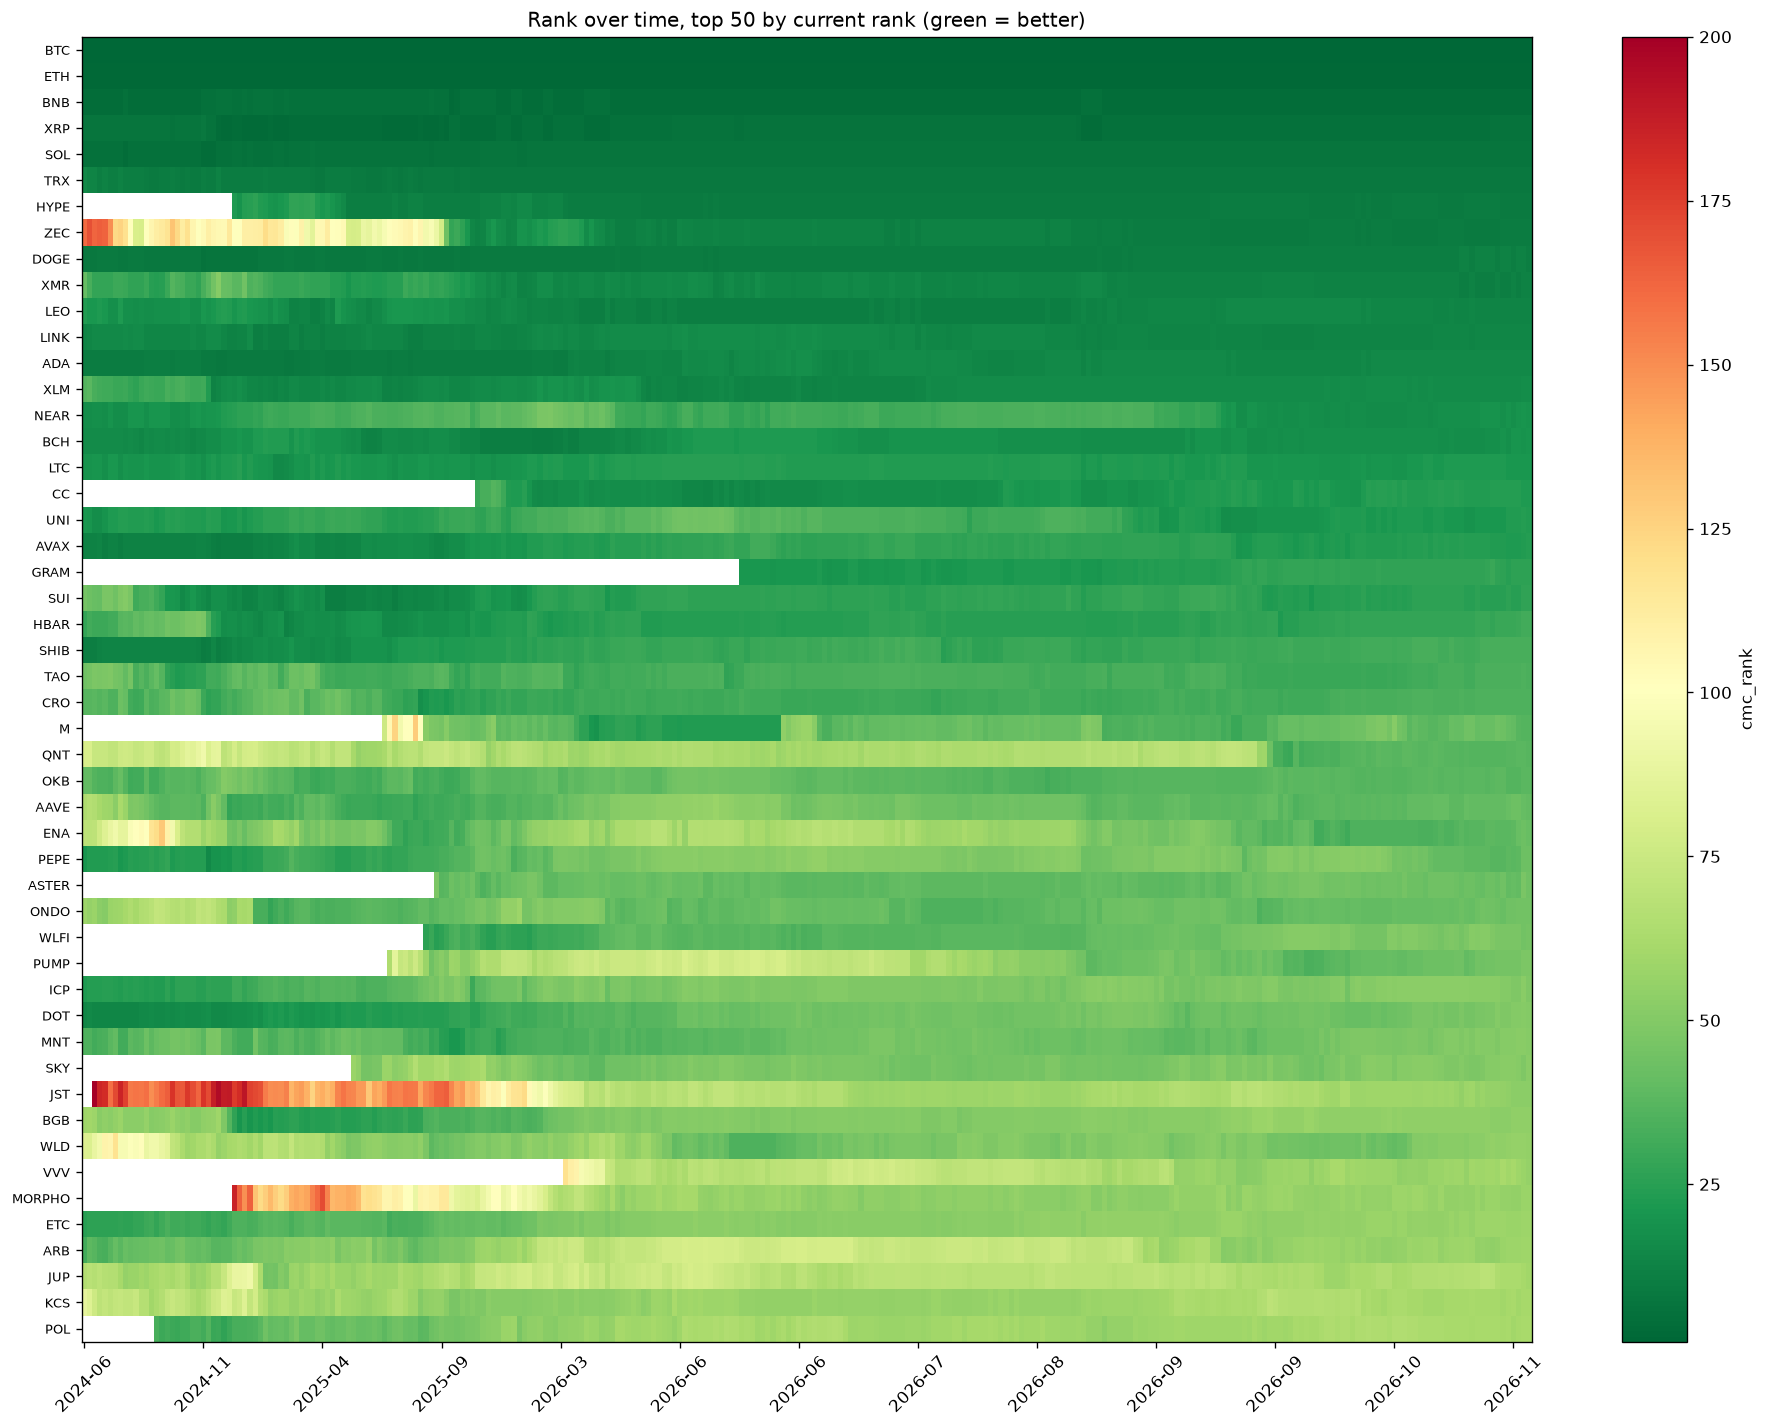 Rank over time, top 50 by current rank (green = better)
BTC
ETH
BNB
XRP
SOL
TRX
HYPE
ZEC
DOGE
XMR
LEO
LINK
ADA
XLM
NEAR
BCH
LTC
CC
UNI
AVAX
GRAM
SUI
HBAR
SHIB
TAO
CRO
M
QNT
OKB
AAVE
ENA
PEPE
ASTER
ONDO
WLFI
PUMP
ICP
DOT
MNT
SKY
JST
BGB
WLD
VVV
MORPHO
ETC
ARB
JUP
KCS
POL
2024-06
2024-11
2025-04
2025-09
2026-03
2026-06
2026-06
2026-07
2026-08
2026-09
2026-09
2026-10
2026-11
200
175
150
125
100
75
50
25
cmc_rank